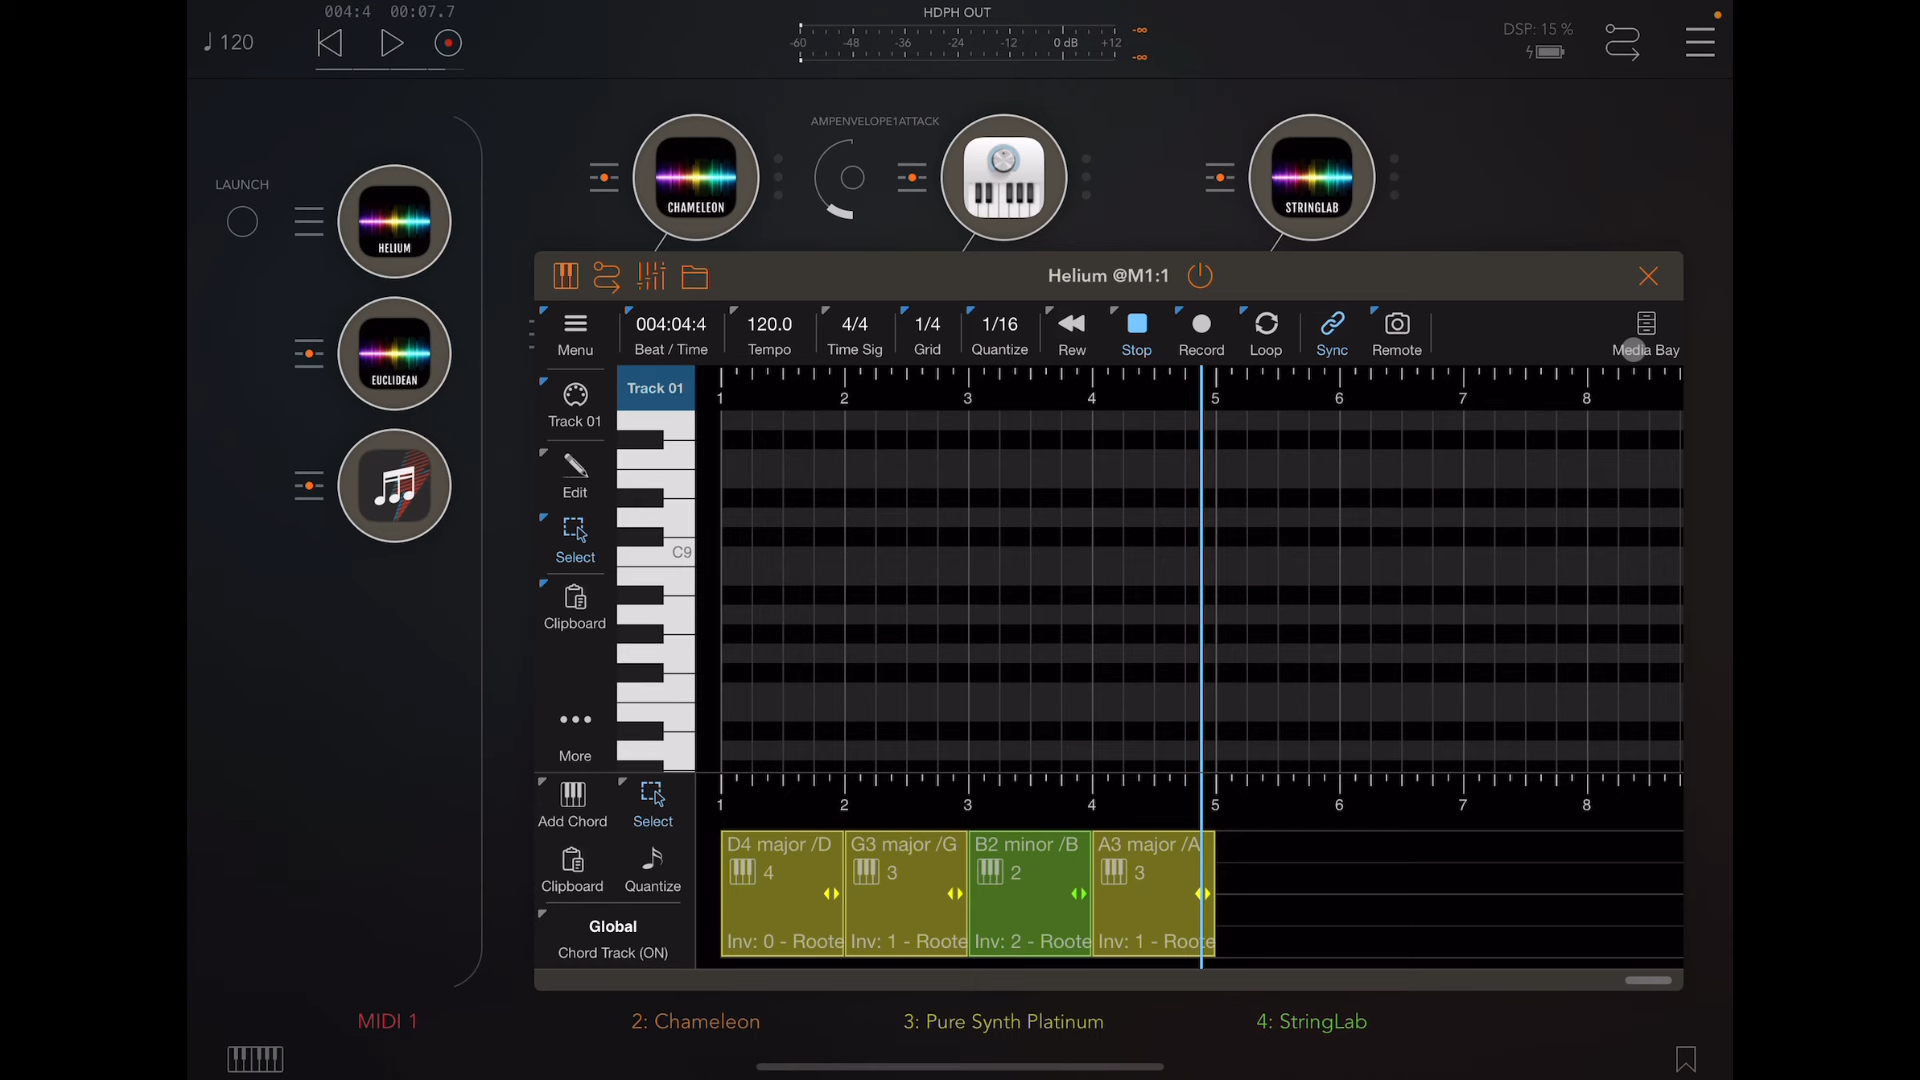 004:4 00:07.7
HDPH OUT
120
-60 -48 -36 -24 -12 0 dB +12
-∞
-∞
DSP: 15 %
LAUNCH
HELIUM
EUCLIDEAN
CHAMELEON
AMPENVELOPE1ATTACK
STRINGLAB
Helium @M1:1
Menu
004:04:4
Beat / Time
120.0
Tempo
4/4
Time Sig
1/4
Grid
1/16
Quantize
Rew
Stop
Record
Loop
Sync
Remote
Media Bay
Track 01
Track 01
1 2 3 4 5 6 7 8
Edit
Select
C9
Clipboard
More
1 2 3 4 5 6 7 8
Add Chord
Select
Clipboard
Quantize
Global
Chord Track (ON)
D4 major /D
4
Inv: 0 - Roote
G3 major /G
3
Inv: 1 - Roote
B2 minor /B
2
Inv: 2 - Roote
A3 major /A
3
Inv: 1 - Roote
MIDI 1
2: Chameleon
3: Pure Synth Platinum
4: StringLab